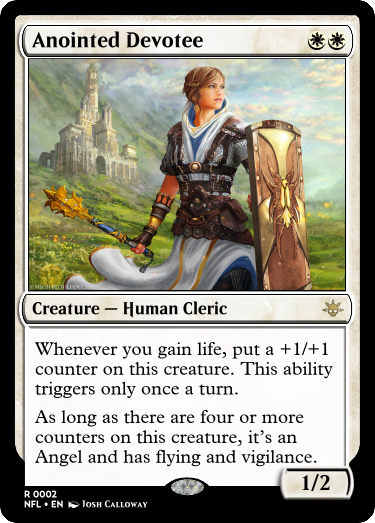 Anointed Devotee
Creature — Human Cleric
Whenever you gain life, put a +1/+1
counter on this creature. This ability
triggers only once a turn.
As long as there are four or more
counters on this creature, it's an
Angel and has flying and vigilance.
1/2
R 0002
NFL • EN Josh Calloway